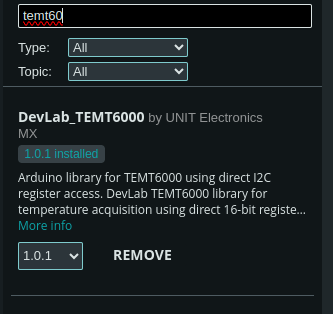 temt60
Type: All
Topic: All
DevLab_TEMT6000 by UNIT Electronics
MX
1.0.1 installed
Arduino library for TEMT6000 using direct I2C
register access. DevLab TEMT6000 library for
temperature acquisition using direct 16-bit registe...
More info
1.0.1 REMOVE